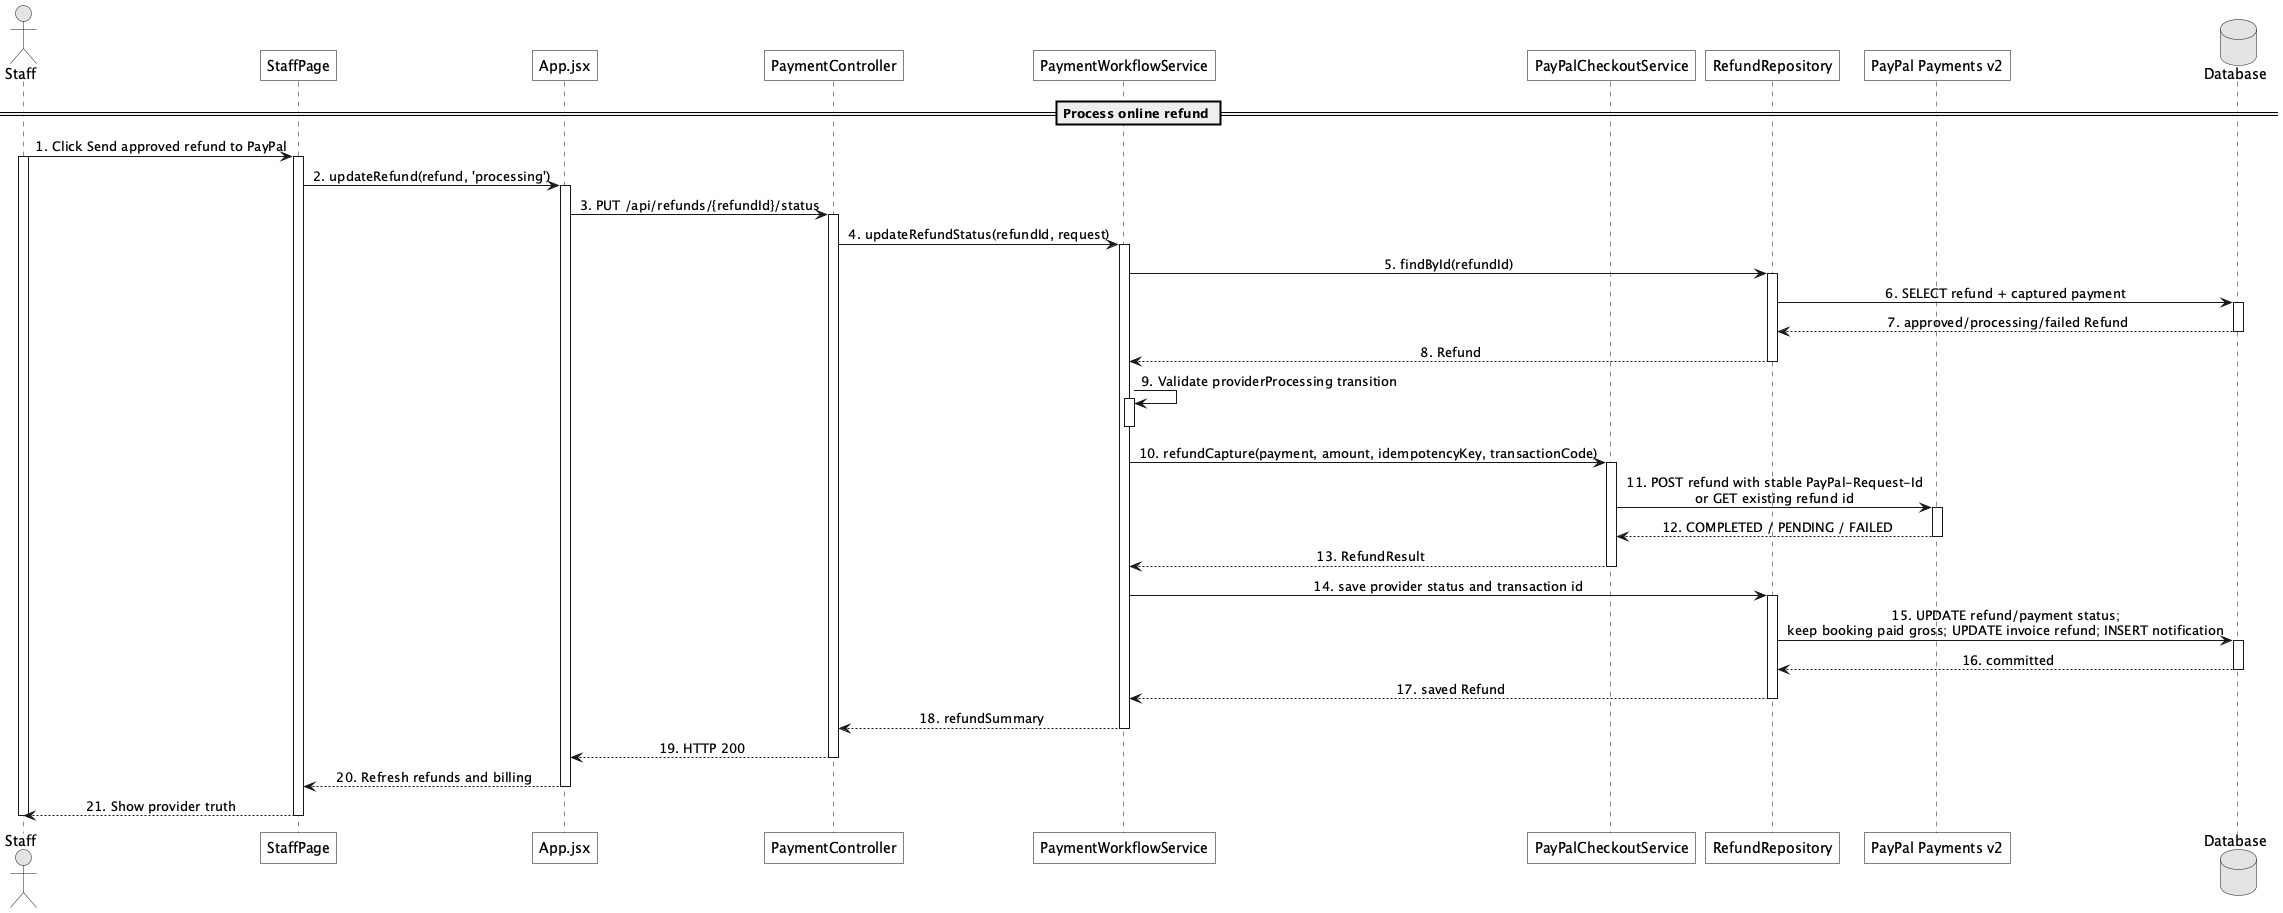 Staff
StaffPage
App.jsx
PaymentController
PaymentWorkflowService
PayPalCheckoutService
RefundRepository
PayPal Payments v2
Database
Process online refund
1. Click Send approved refund to PayPal
2. updateRefund(refund, 'processing')
3. PUT /api/refunds/{refundId}/status
4. updateRefundStatus(refundId, request)
5. findById(refundId)
6. SELECT refund + captured payment
7. approved/processing/failed Refund
8. Refund
9. Validate providerProcessing transition
10. refundCapture(payment, amount, idempotencyKey, transactionCode)
11. POST refund with stable PayPal-Request-Id
or GET existing refund id
12. COMPLETED / PENDING / FAILED
13. RefundResult
14. save provider status and transaction id
15. UPDATE refund/payment status;
keep booking paid gross; UPDATE invoice refund; INSERT notification
16. committed
17. saved Refund
18. refundSummary
19. HTTP 200
20. Refresh refunds and billing
21. Show provider truth
Staff
StaffPage
App.jsx
PaymentController
PaymentWorkflowService
PayPalCheckoutService
RefundRepository
PayPal Payments v2
Database